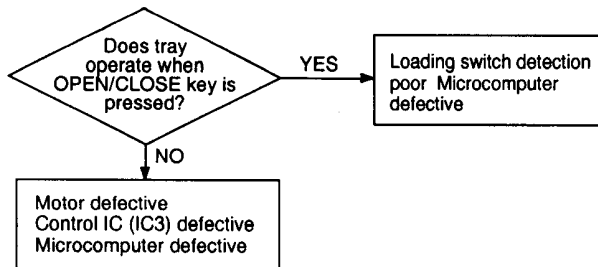 Does tray
operate when
OPEN/CLOSE key is
pressed?
YES
Loading switch detection
poor Microcomputer
defective
NO
Motor defective
Control IC (IC3) defective
Microcomputer defective